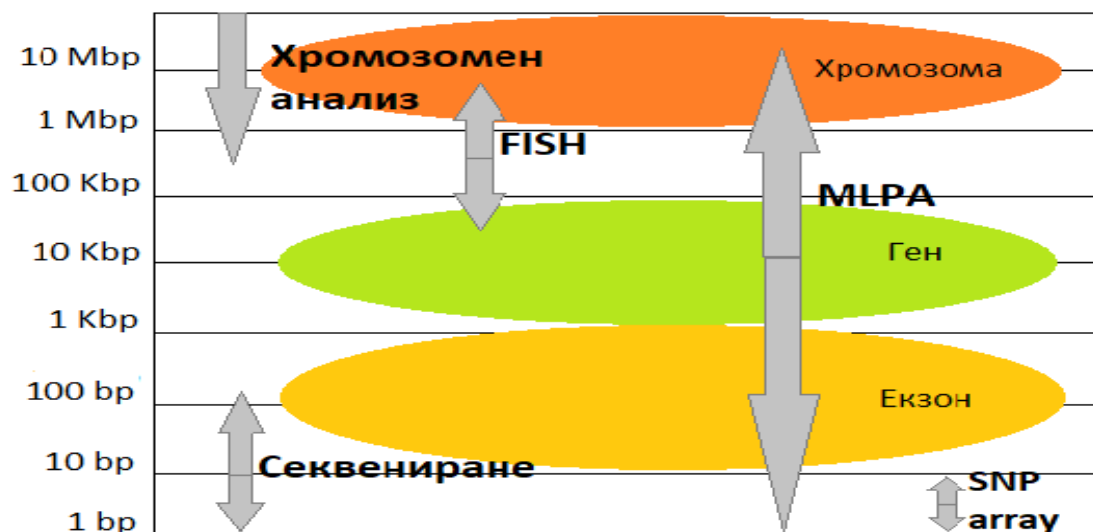 10 Mbp
1 Mbp
100 Kbp
10 Kbp
1 Kbp
100 bp
10 bp
1 bp
Хромозомен
анализ
Хромозома
FISH
MLPA
Ген
Екзон
Секвениране
SNP
array